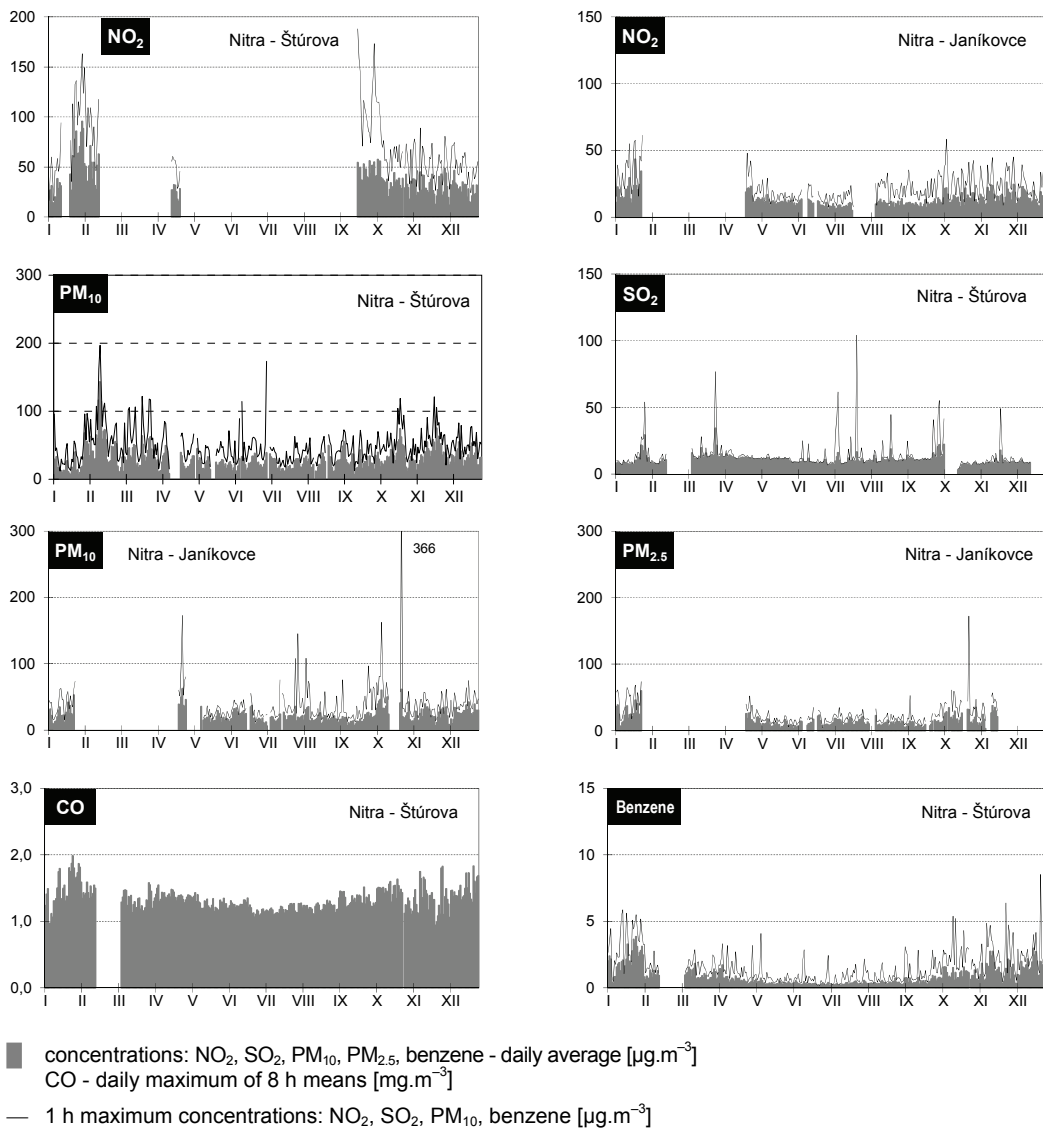 NO₂ Nitra - Štúrova
200
150
100
50
0
I II III IV V VI VII VIII IX X XI XII
NO₂ Nitra - Janíkovce
150
100
50
0
I II III IV V VI VII VIII IX X XI XII
PM₁₀ Nitra - Štúrova
300
200
100
0
I II III IV V VI VII VIII IX X XI XII
SO₂ Nitra - Štúrova
150
100
50
0
I II III IV V VI VII VIII IX X XI XII
PM₁₀ Nitra - Janíkovce
366
300
200
100
0
I II III IV V VI VII VIII IX X XI XII
PM₂.₅ Nitra - Janíkovce
300
200
100
0
I II III IV V VI VII VIII IX X XI XII
CO Nitra - Štúrova
3,0
2,0
1,0
0,0
I II III IV V VI VII VIII IX X XI XII
Benzene Nitra - Štúrova
15
10
5
0
I II III IV V VI VII VIII IX X XI XII
concentrations: NO₂, SO₂, PM₁₀, PM₂.₅, benzene - daily average [µg.m⁻³]
CO - daily maximum of 8 h means [mg.m⁻³]
1 h maximum concentrations: NO₂, SO₂, PM₁₀, benzene [µg.m⁻³]